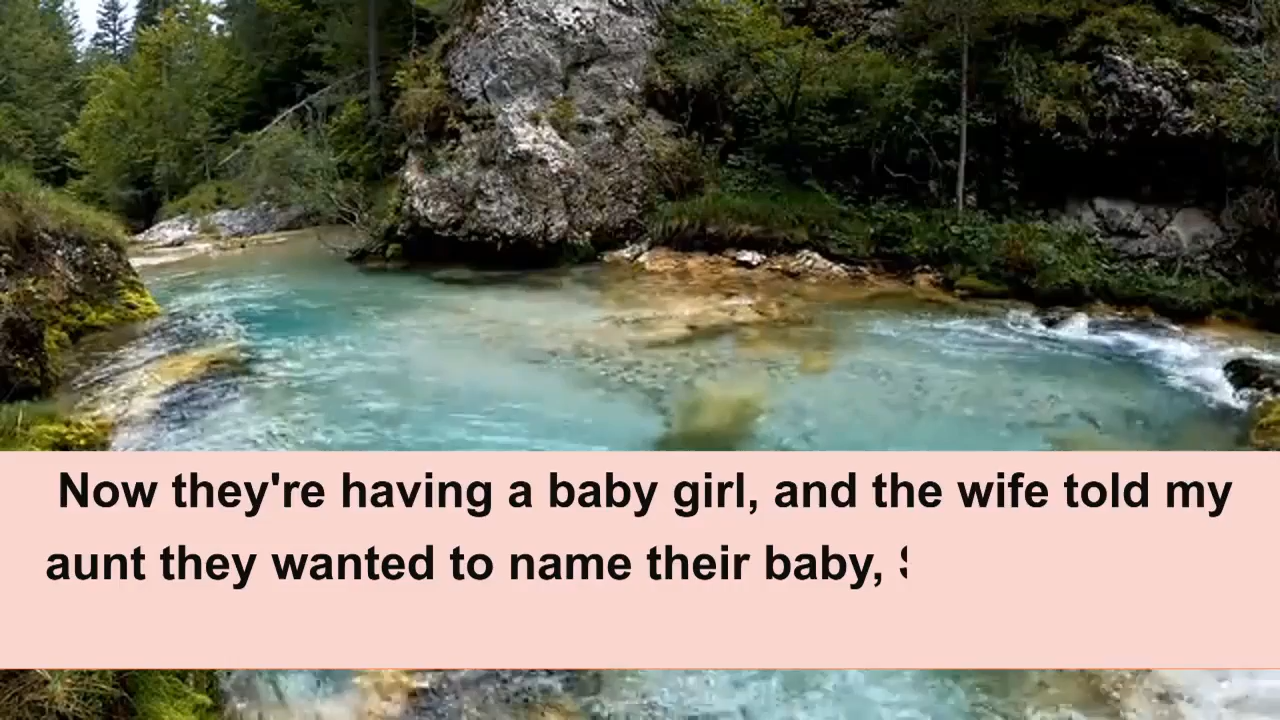 Now they're having a baby girl, and the wife told my
aunt they wanted to name their baby,